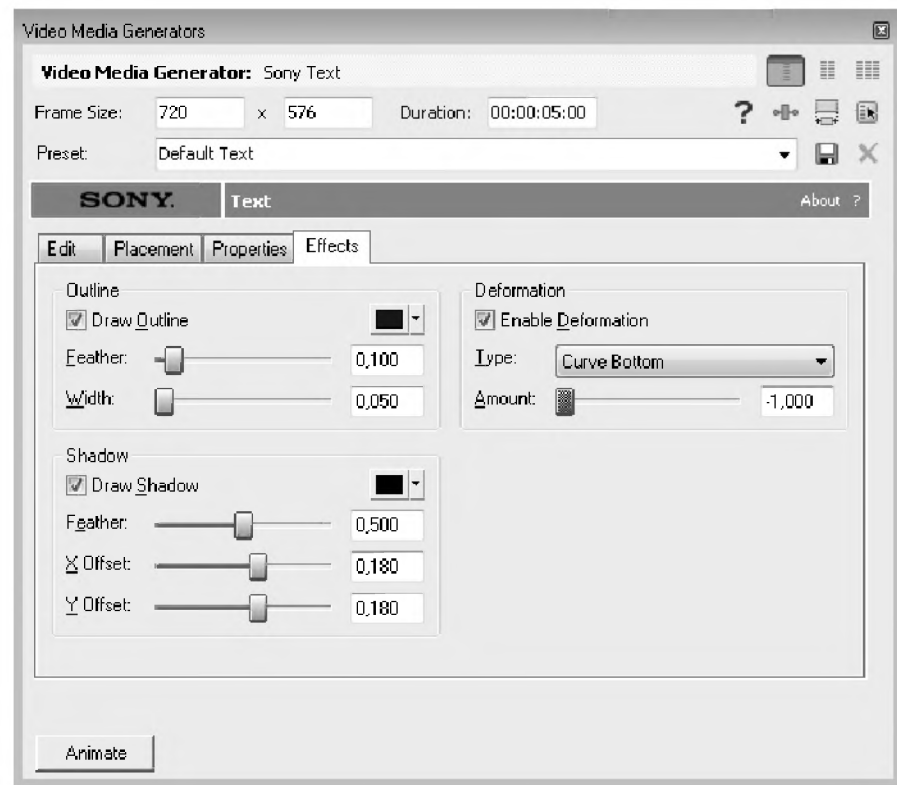 Video Media Generators
Video Media Generator: Sony Text
Frame Size: 720 x 576 Duration: 00:00:05:00
?
Preset: Default Text
SONY. Text About ?
Edit Placement Properties Effects
Outline
Draw Outline
Feather: 0,100
Width: 0,050
Deformation
Enable Deformation
Type: Curve Bottom
Amount: -1,000
Shadow
Draw Shadow
Feather: 0,500
X Offset: 0,180
Y Offset: 0,180
Animate